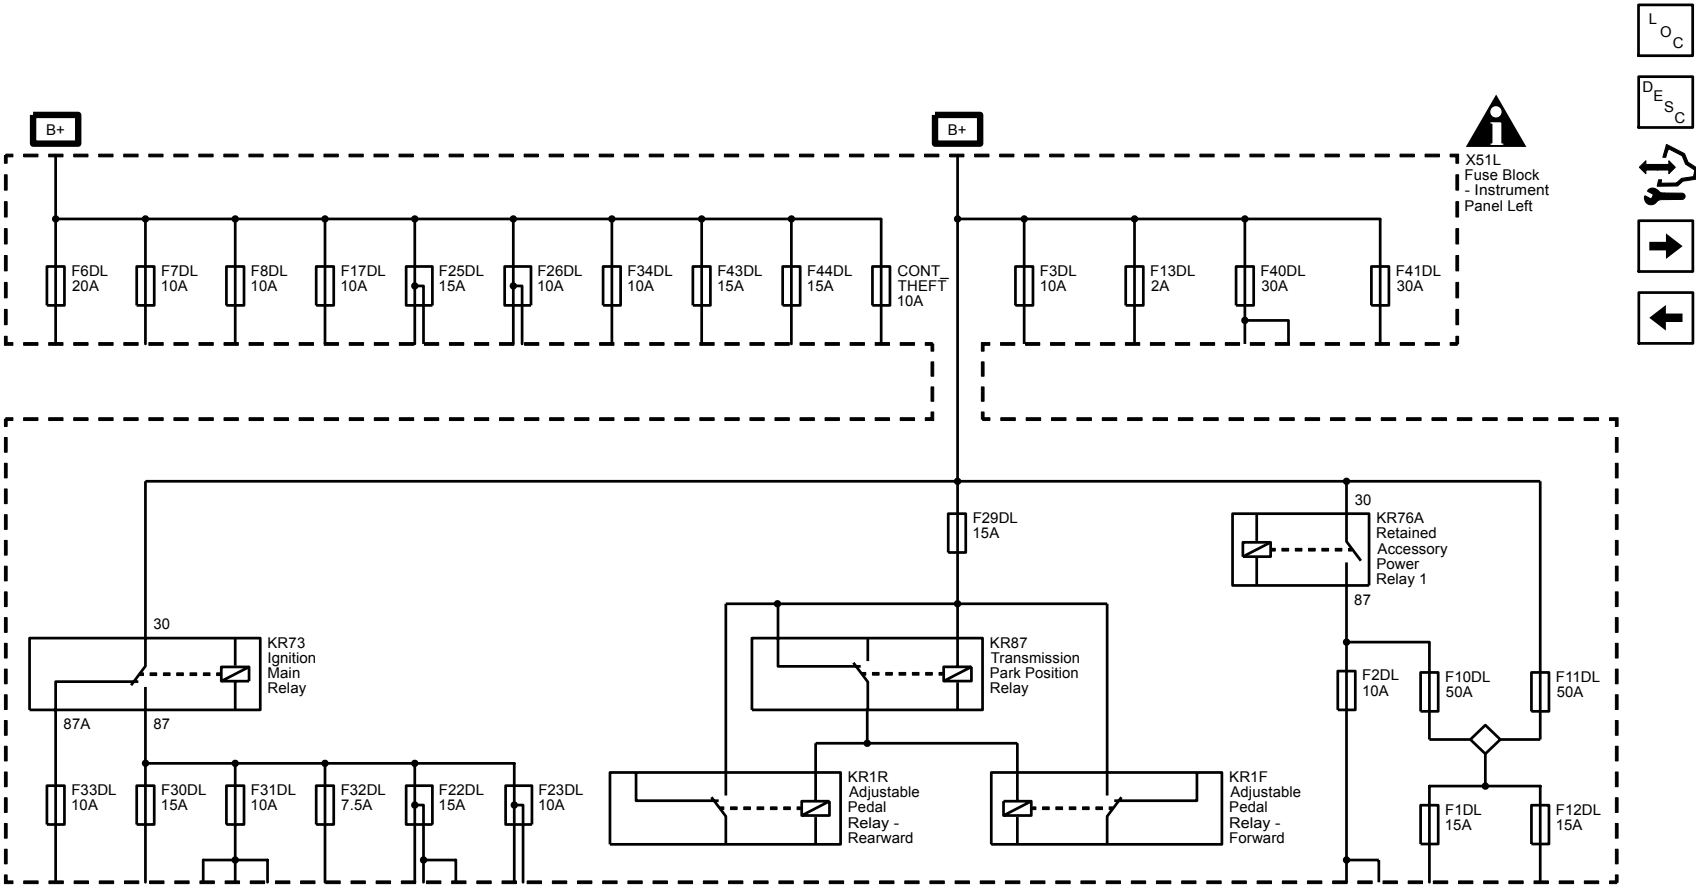 L
O
C
D
E
S
C
B+
B+
X51L
Fuse Block
- Instrument
Panel Left
F6DL
20A
F7DL
10A
F8DL
10A
F17DL
10A
F25DL
15A
F26DL
10A
F34DL
10A
F43DL
15A
F44DL
15A
CONT_
THEFT
10A
F3DL
10A
F13DL
2A
F40DL
30A
F41DL
30A
F29DL
15A
30
KR76A
Retained
Accessory
Power
Relay 1
87
30
KR73
Ignition
Main
Relay
87A
87
KR87
Transmission
Park Position
Relay
F2DL
10A
F10DL
50A
F11DL
50A
F33DL
10A
F30DL
15A
F31DL
10A
F32DL
7.5A
F22DL
15A
F23DL
10A
KR1R
Adjustable
Pedal
Relay -
Rearward
KR1F
Adjustable
Pedal
Relay -
Forward
F1DL
15A
F12DL
15A